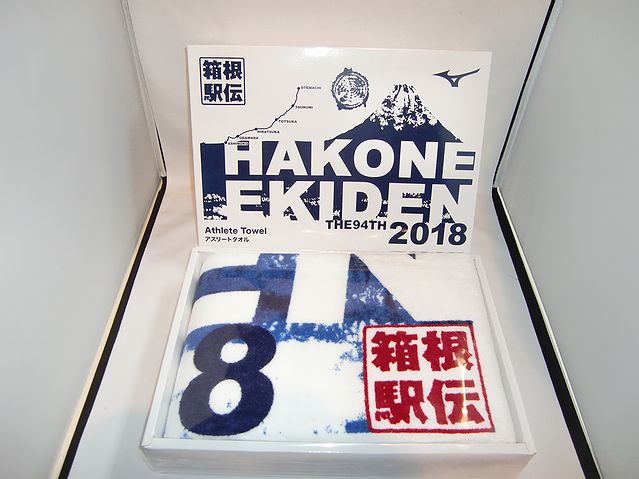 箱根
駅伝
OTEMACHI
TSURUMI
TOTSUKA
HIRATSUKA
ODAWARA
HAKONE
EKIDEN
THE94TH
2018
Athlete Towel
アスリートタオル
8
箱根
駅伝